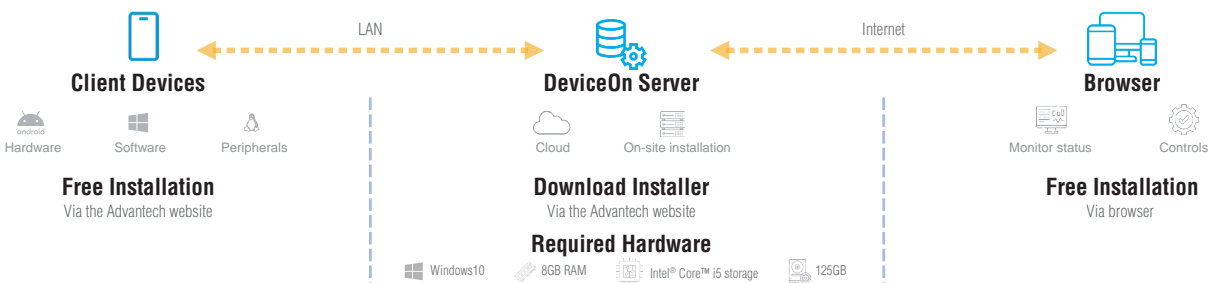 LAN
Internet
Client Devices
DeviceOn Server
Browser
android
Hardware
Software
Peripherals
Cloud
On-site installation
Monitor status
Controls
Free Installation
Via the Advantech website
Download Installer
Via the Advantech website
Free Installation
Via browser
Required Hardware
Windows10
8GB RAM
Intel® Core™ i5 storage
125GB